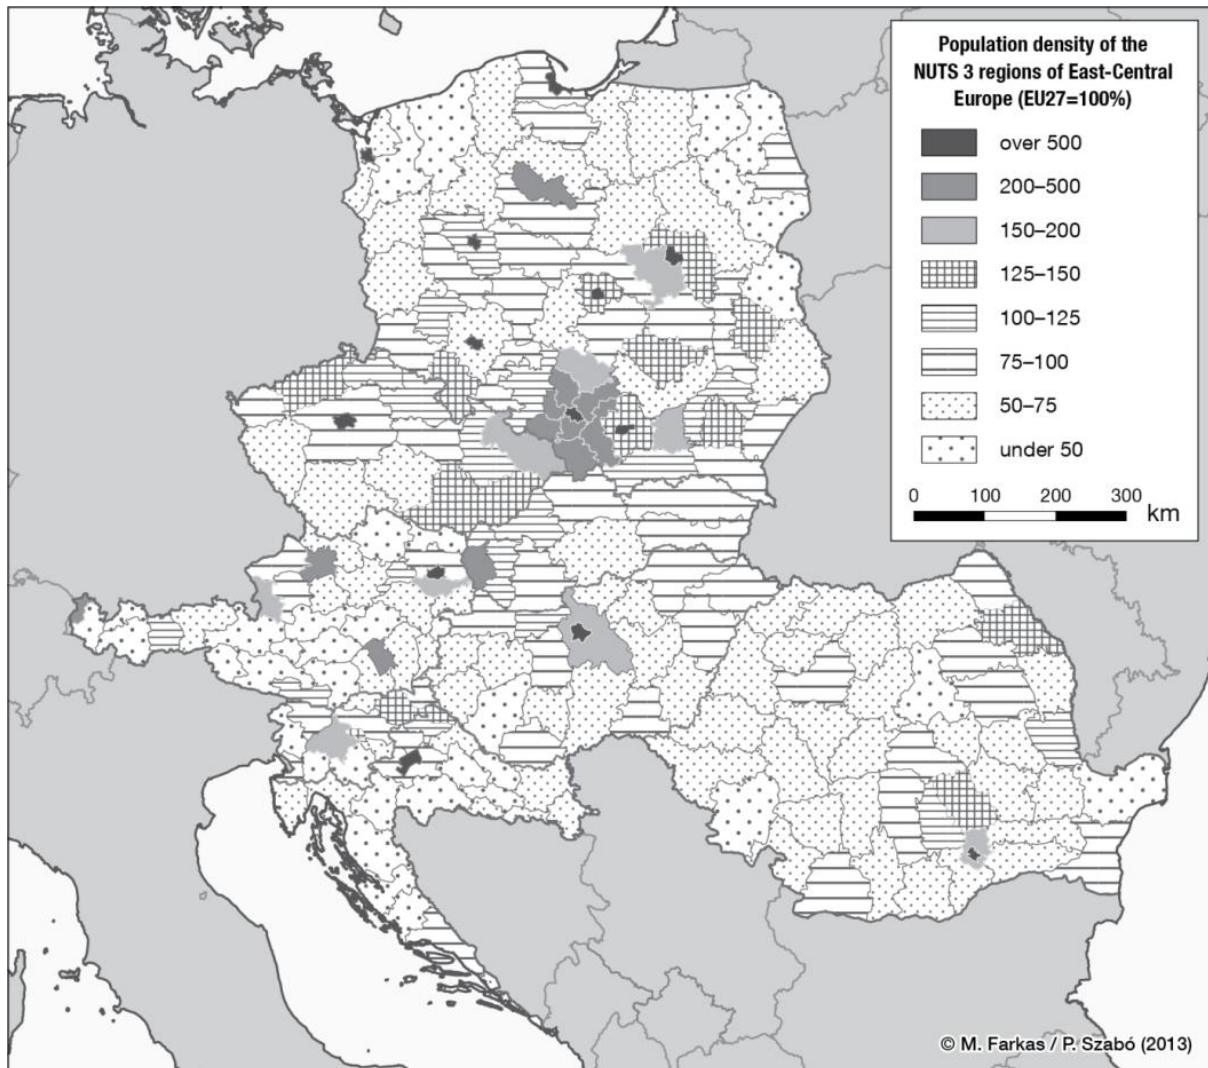 Population density of the
NUTS 3 regions of East-Central
Europe (EU27=100%)
over 500
200–500
150–200
125–150
100–125
75–100
50–75
under 50
0 100 200 300 km
© M. Farkas / P. Szabó (2013)